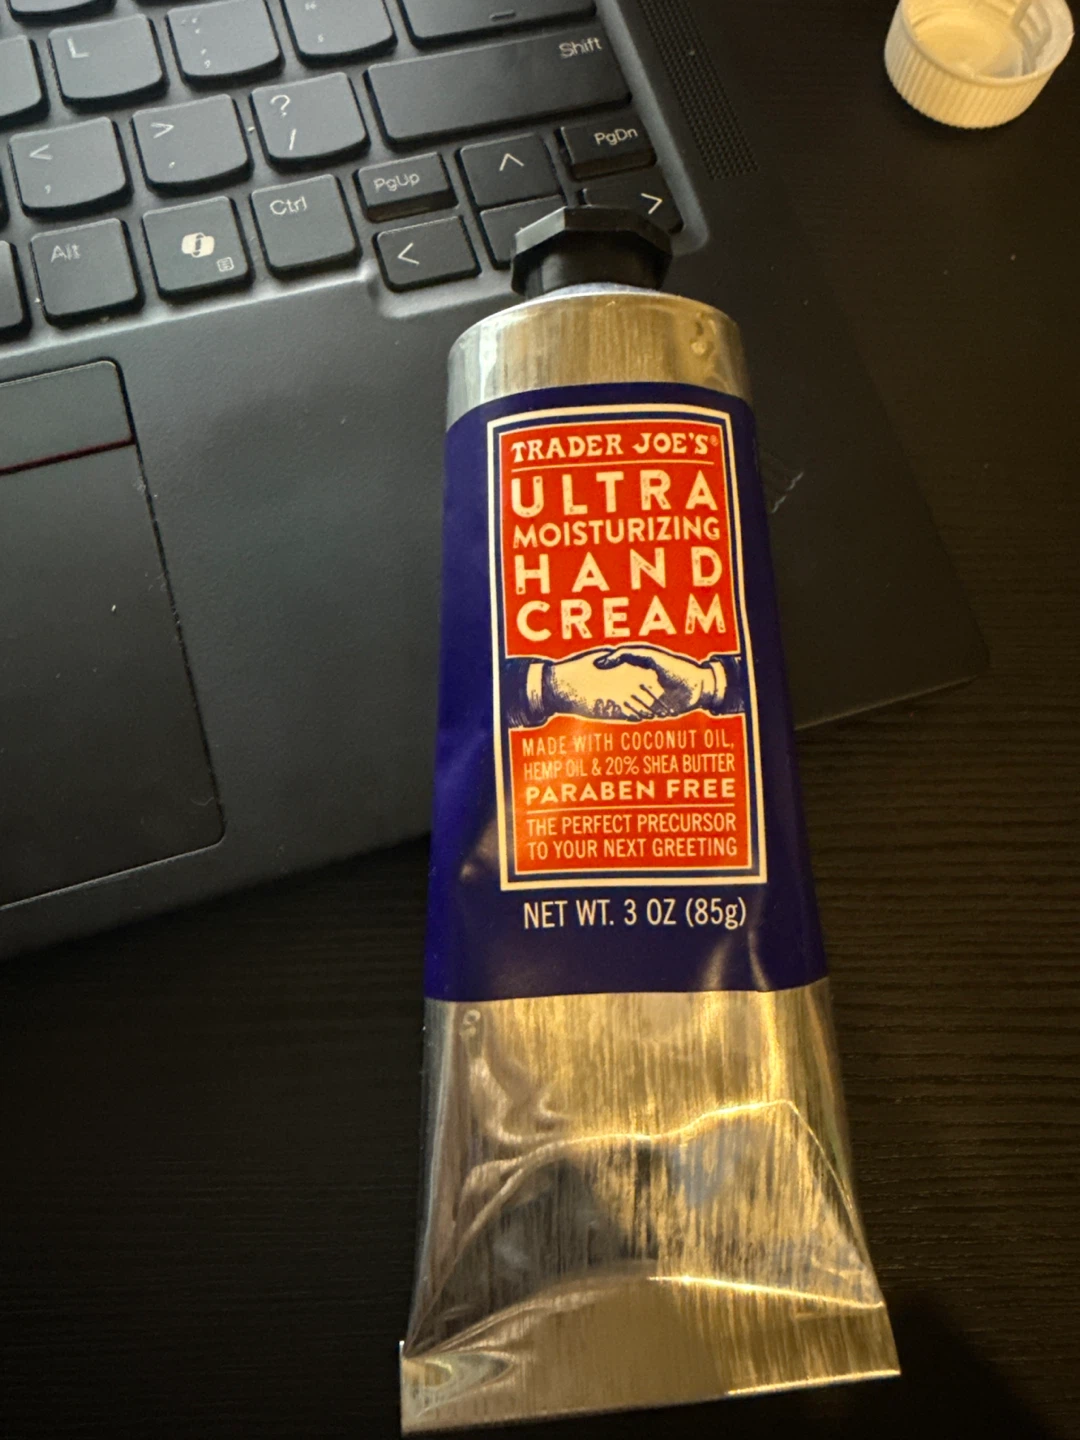 L
:
;
"
'
Shift
<
,
>
.
?
/
PgUp
^
PgDn
Alt
Ctrl
<
>
TRADER JOE'S®
ULTRA
MOISTURIZING
HAND
CREAM
MADE WITH COCONUT OIL,
HEMP OIL & 20% SHEA BUTTER
PARABEN FREE
THE PERFECT PRECURSOR
TO YOUR NEXT GREETING
NET WT. 3 OZ (85g)